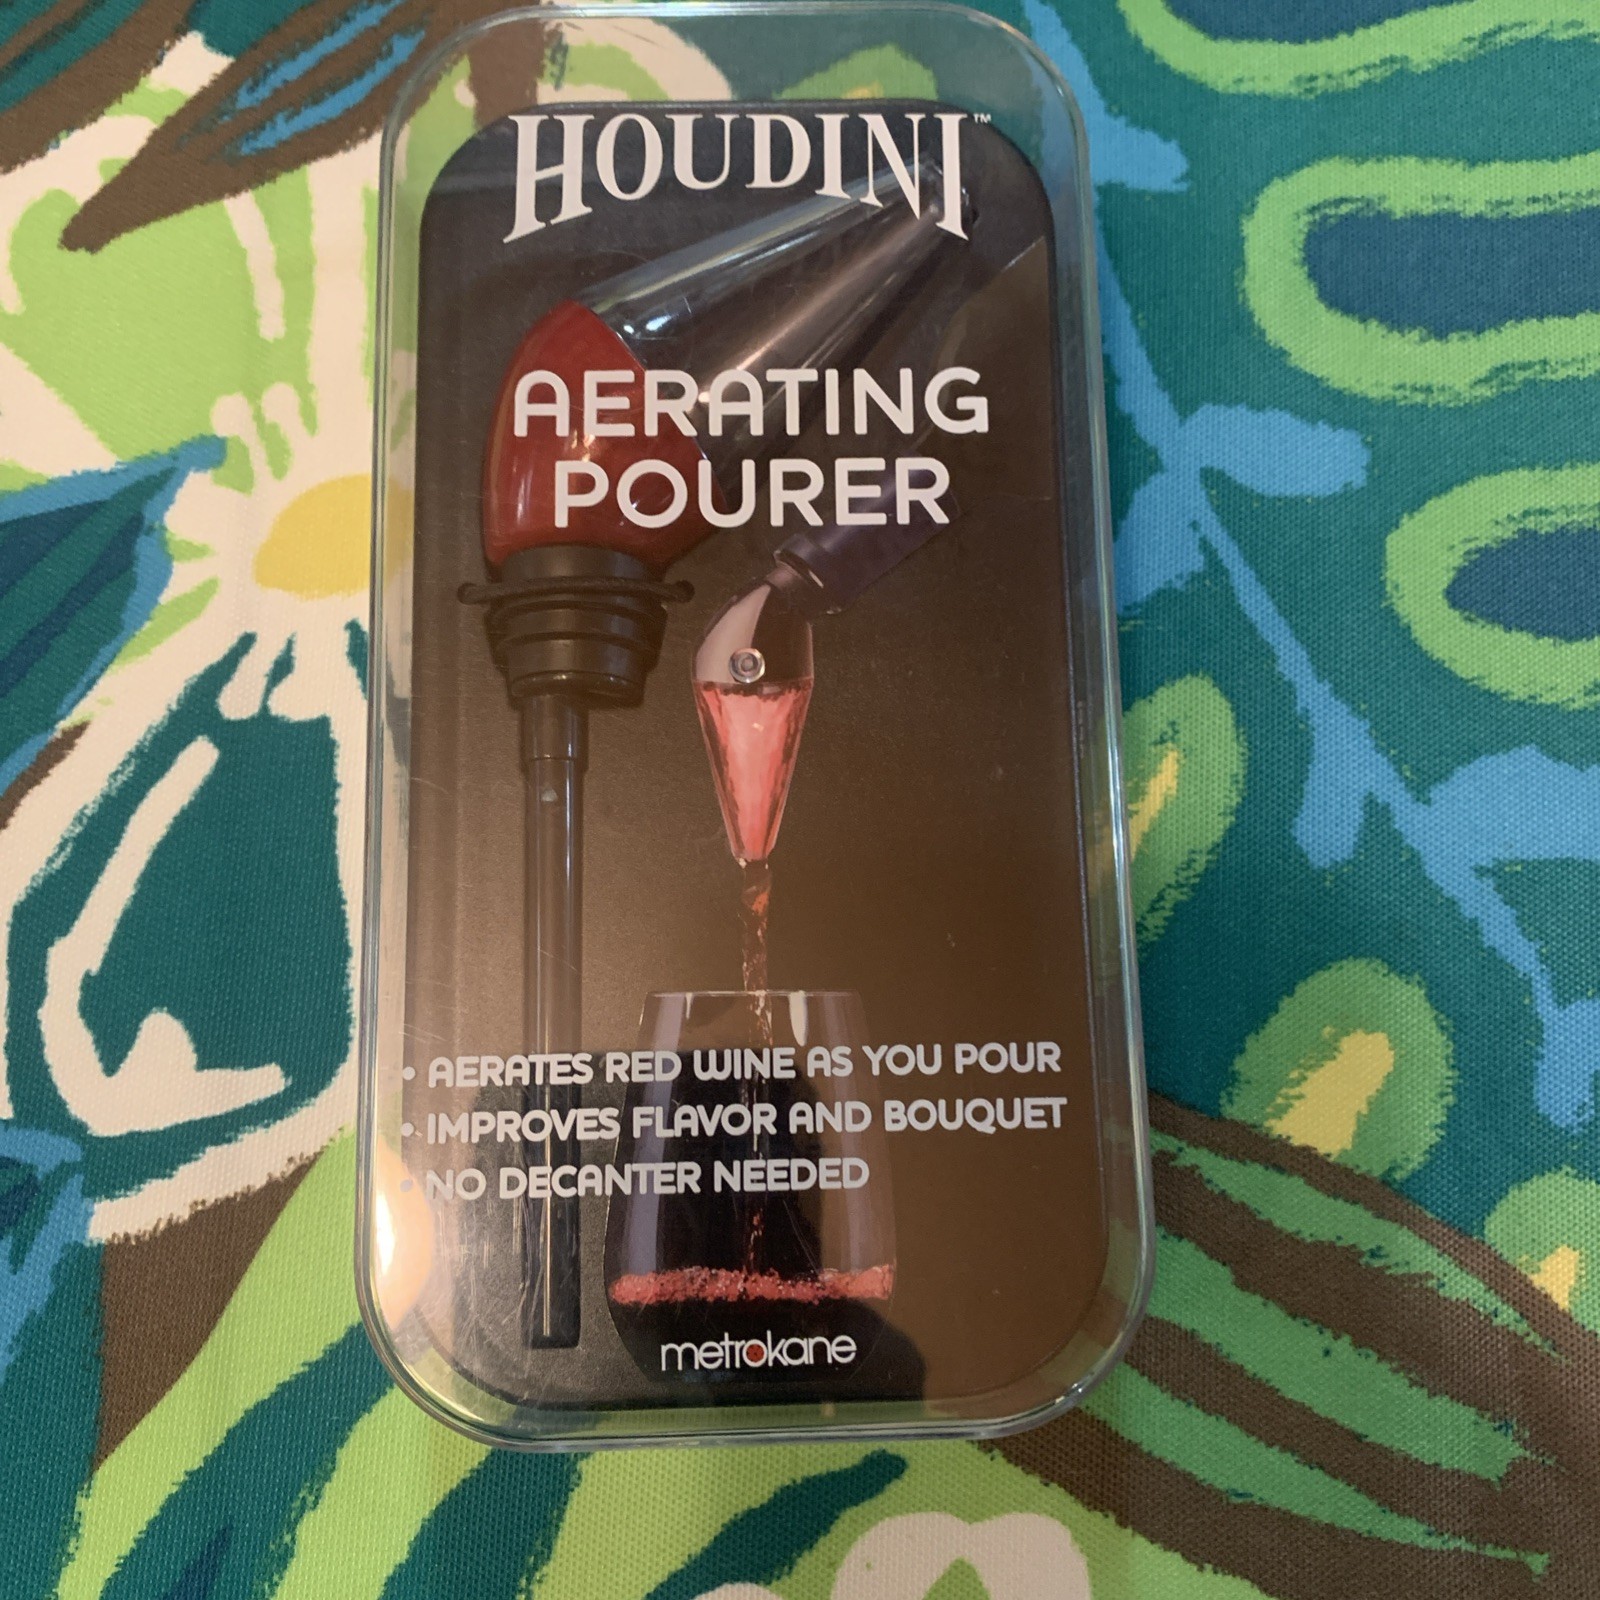 HOUDINI™
AERATING
POURER
• AERATES RED WINE AS YOU POUR
• IMPROVES FLAVOR AND BOUQUET
• NO DECANTER NEEDED
metrokane